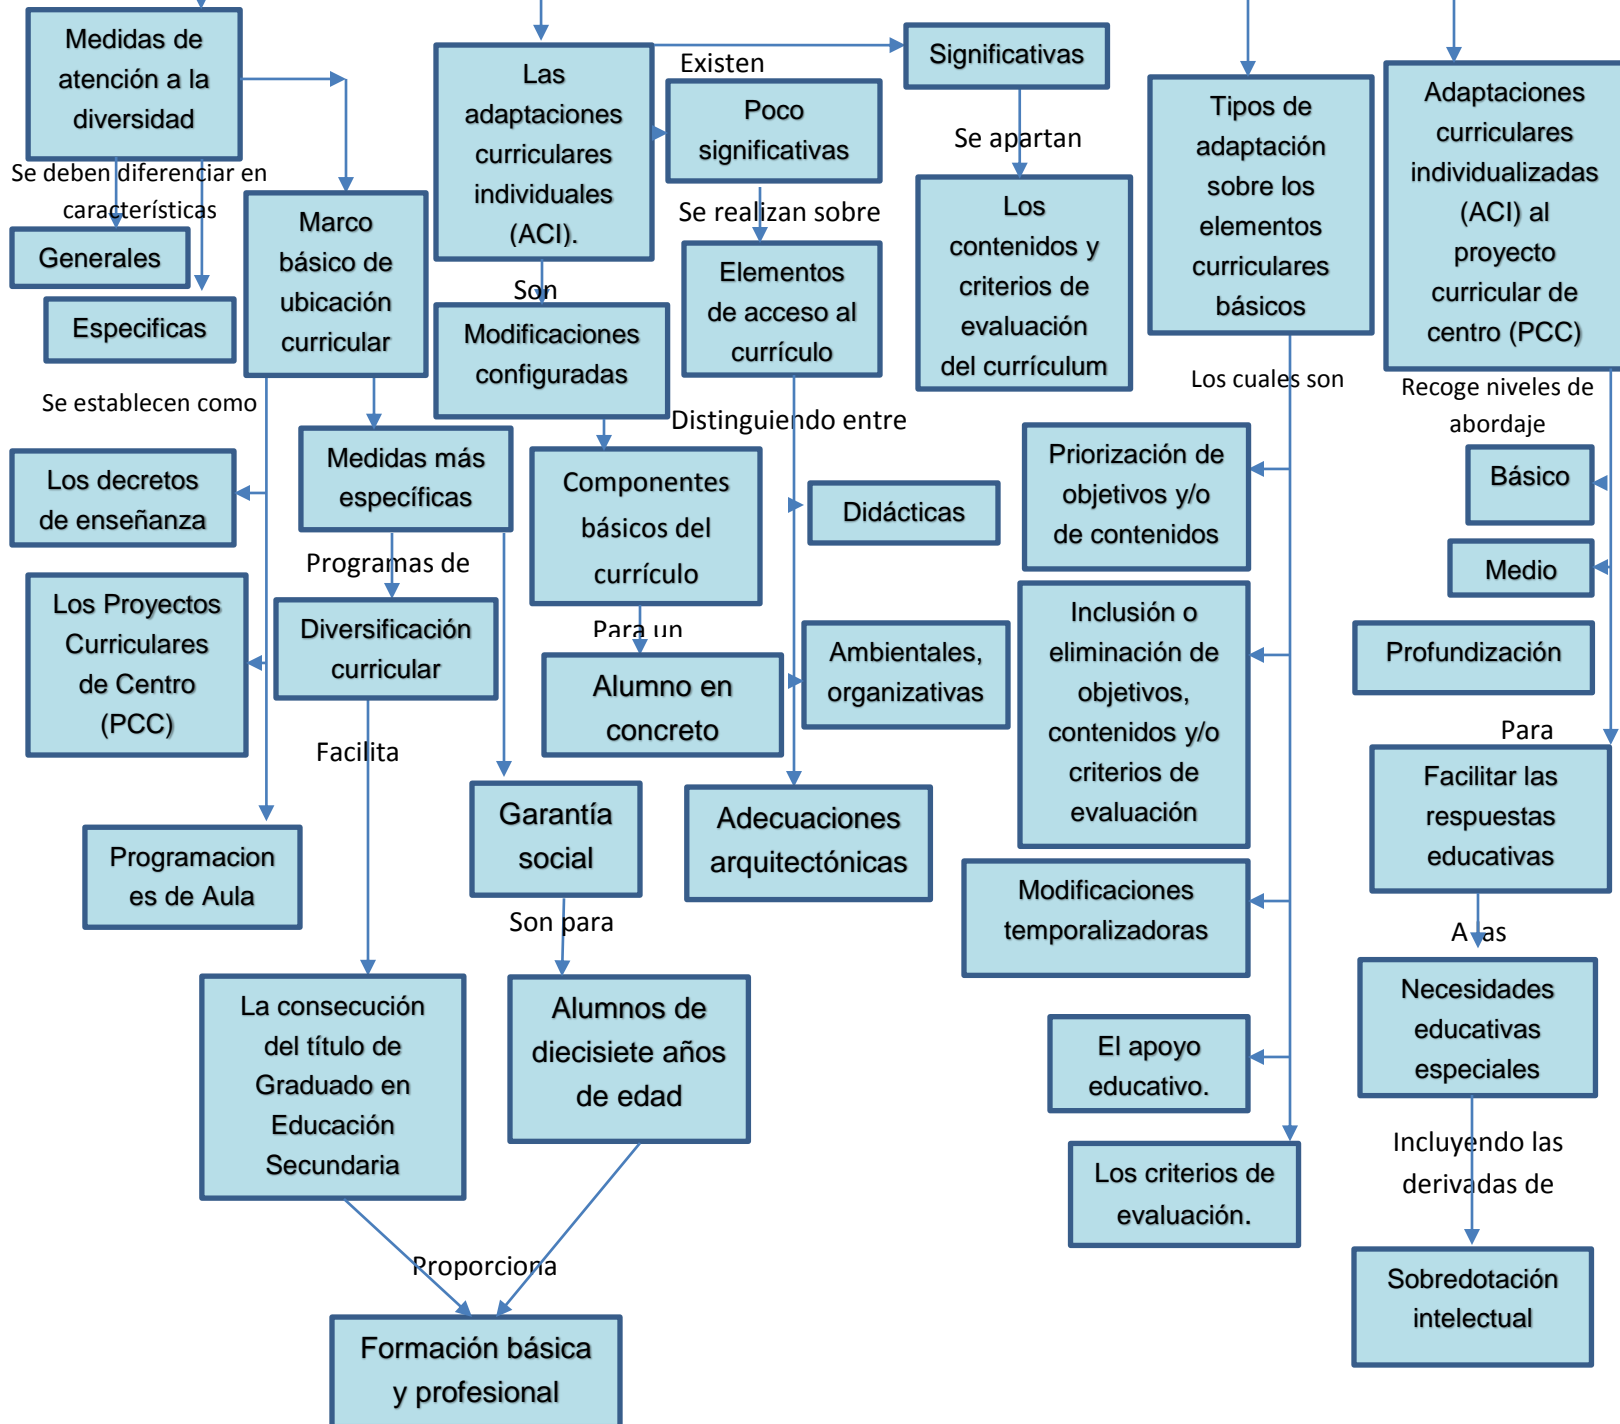 Medidas de
atención a la
diversidad
Se deben diferenciar en
características
Generales
Especificas
Marco
básico de
ubicación
curricular
Se establecen como
Los decretos
de enseñanza
Los Proyectos
Curriculares
de Centro
(PCC)
Programacion
es de Aula
Medidas más
específicas
Programas de
Diversificación
curricular
Facilita
La consecución
del título de
Graduado en
Educación
Secundaria
Garantía
social
Son para
Alumnos de
diecisiete años
de edad
Proporciona
Formación básica
y profesional
Las
adaptaciones
curriculares
individuales
(ACI).
Son
Modificaciones
configuradas
Componentes
básicos del
currículo
Para un
Alumno en
concreto
Existen
Poco
significativas
Se realizan sobre
Elementos
de acceso al
currículo
Distinguiendo entre
Didácticas
Ambientales,
organizativas
Adecuaciones
arquitectónicas
Significativas
Se apartan
Los
contenidos y
criterios de
evaluación
del currículum
Tipos de
adaptación
sobre los
elementos
curriculares
básicos
Los cuales son
Priorización de
objetivos y/o
de contenidos
Inclusión o
eliminación de
objetivos,
contenidos y/o
criterios de
evaluación
Modificaciones
temporalizadoras
El apoyo
educativo.
Los criterios de
evaluación.
Adaptaciones
curriculares
individualizadas
(ACI) al
proyecto
curricular de
centro (PCC)
Recoge niveles de
abordaje
Básico
Medio
Profundización
Para
Facilitar las
respuestas
educativas
A las
Necesidades
educativas
especiales
Incluyendo las
derivadas de
Sobredotación
intelectual